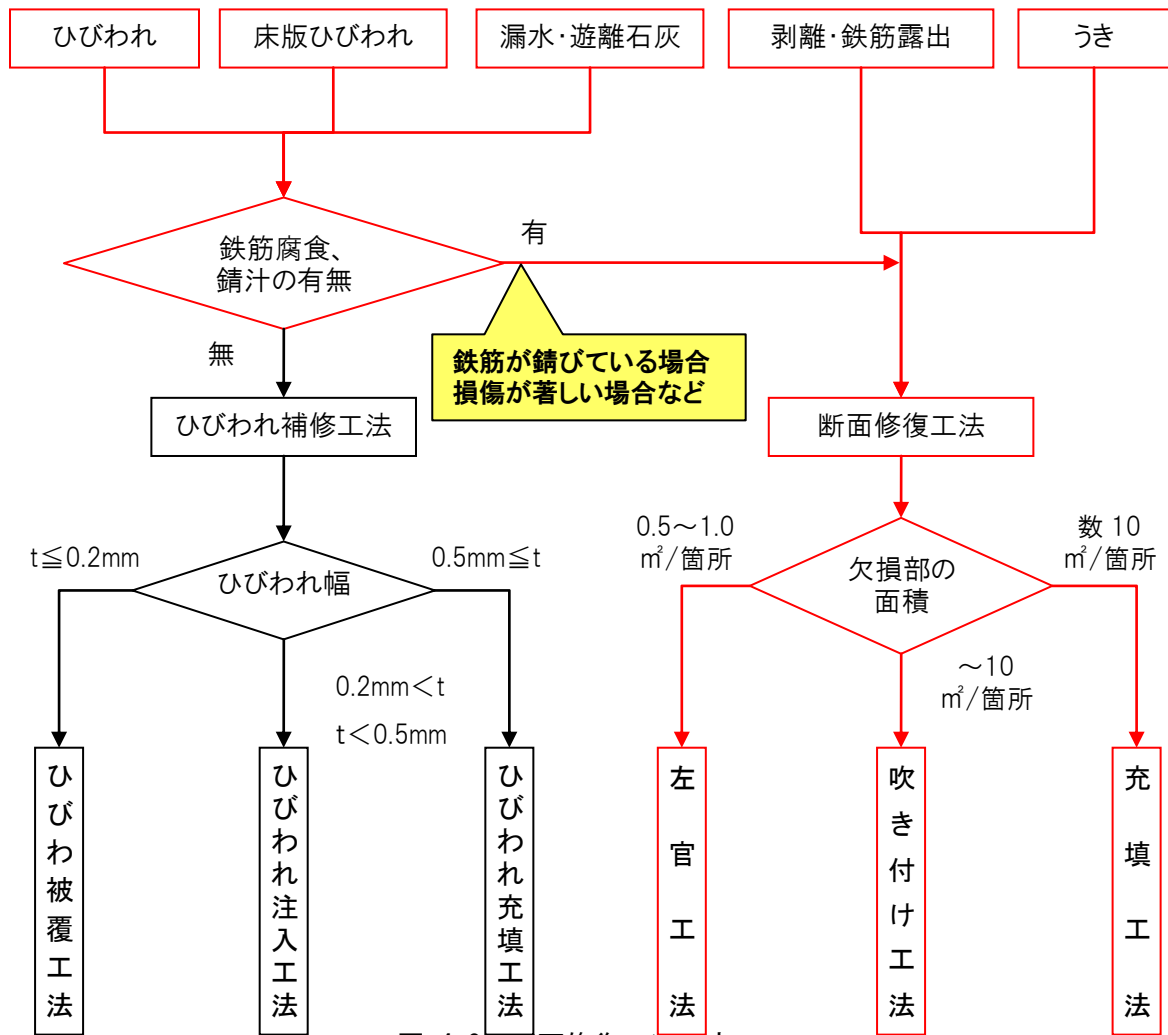 ひびわれ
床版ひびわれ
漏水・遊離石灰
剥離・鉄筋露出
うき
鉄筋腐食、
錆汁の有無
有
無
鉄筋が錆びている場合
損傷が著しい場合など
ひびわれ補修工法
断面修復工法
t≦0.2mm
ひびわれ幅
0.5mm≦t
0.2mm<t
t<0.5mm
0.5~1.0
㎡/箇所
欠損部の
面積
数 10
㎡/箇所
~10
㎡/箇所
ひびわ被覆工法
ひびわれ注入工法
ひびわれ充填工法
左官工法
吹き付け工法
充填工法